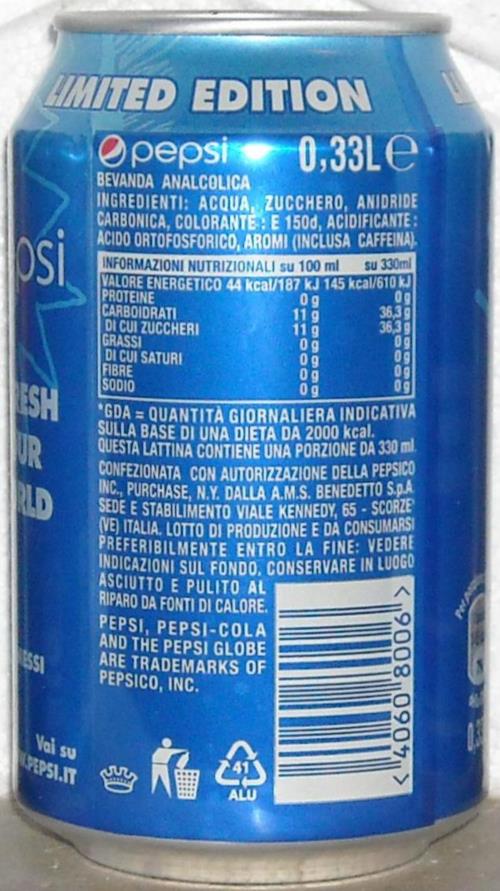 LIMITED EDITION
pepsi 0,33L e
BEVANDA ANALCOLICA
INGREDIENTI: ACQUA, ZUCCHERO, ANIDRIDE
CARBONICA, COLORANTE : E 150d, ACIDIFICANTE :
ACIDO ORTOFOSFORICO, AROMI (INCLUSA CAFFEINA).
INFORMAZIONI NUTRIZIONALI su 100 ml su 330ml
VALORE ENERGETICO 44 kcal/187 kJ 145 kcal/610 kJ
PROTEINE 0 g 0 g
CARBOIDRATI 11 g 36,3 g
DI CUI ZUCCHERI 11 g 36,3 g
GRASSI 0 g 0 g
DI CUI SATURI 0 g 0 g
FIBRE 0 g 0 g
SODIO 0 g 0 g
*GDA = QUANTITÀ GIORNALIERA INDICATIVA
SULLA BASE DI UNA DIETA DA 2000 kcal.
QUESTA LATTINA CONTIENE UNA PORZIONE DA 330 ml.
CONFEZIONATA CON AUTORIZZAZIONE DELLA PEPSICO
INC., PURCHASE, N.Y. DALLA A.M.S. BENEDETTO S.p.A.
SEDE E STABILIMENTO VIALE KENNEDY, 65 - SCORZE'
(VE) ITALIA. LOTTO DI PRODUZIONE E DA CONSUMARSI
PREFERIBILMENTE ENTRO LA FINE: VEDERE
INDICAZIONI SUL FONDO. CONSERVARE IN LUOGO
ASCIUTTO E PULITO AL
RIPARO DA FONTI DI CALORE.
PEPSI, PEPSI-COLA
AND THE PEPSI GLOBE
ARE TRADEMARKS OF
PEPSICO, INC.
41
ALU
<4060 8006>
psi
ESH
UR
RLD
ESSI
Vai su
.PEPSI.IT